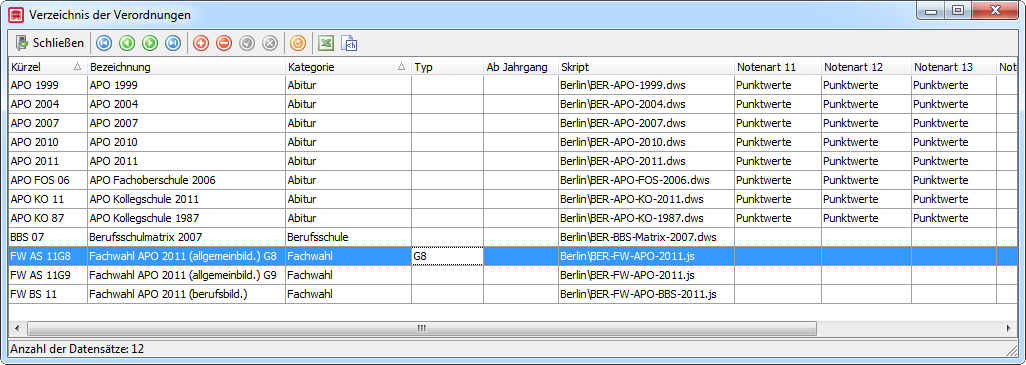 Verzeichnis der Verordnungen
Schließen
Kürzel Bezeichnung Kategorie Typ Ab Jahrgang Skript Notenart 11 Notenart 12 Notenart 13 Not
APO 1999 APO 1999 Abitur Berlin\BER-APO-1999.dws Punktwerte Punktwerte Punktwerte
APO 2004 APO 2004 Abitur Berlin\BER-APO-2004.dws Punktwerte Punktwerte Punktwerte
APO 2007 APO 2007 Abitur Berlin\BER-APO-2007.dws Punktwerte Punktwerte Punktwerte
APO 2010 APO 2010 Abitur Berlin\BER-APO-2010.dws Punktwerte Punktwerte Punktwerte
APO 2011 APO 2011 Abitur Berlin\BER-APO-2011.dws Punktwerte Punktwerte Punktwerte
APO FOS 06 APO Fachoberschule 2006 Abitur Berlin\BER-APO-FOS-2006.dws Punktwerte Punktwerte Punktwerte
APO KO 11 APO Kollegschule 2011 Abitur Berlin\BER-APO-KO-2011.dws Punktwerte Punktwerte Punktwerte
APO KO 87 APO Kollegschule 1987 Abitur Berlin\BER-APO-KO-1987.dws Punktwerte Punktwerte Punktwerte
BBS 07 Berufsschulmatrix 2007 Berufsschule Berlin\BER-BBS-Matrix-2007.dws
FW AS 11G8 Fachwahl APO 2011 (allgemeinbild.) G8 Fachwahl G8 Berlin\BER-FW-APO-2011.js
FW AS 11G9 Fachwahl APO 2011 (allgemeinbild.) G9 Fachwahl Berlin\BER-FW-APO-2011.js
FW BS 11 Fachwahl APO 2011 (berufsbild.) Fachwahl Berlin\BER-FW-APO-BBS-2011.js
Anzahl der Datensätze: 12